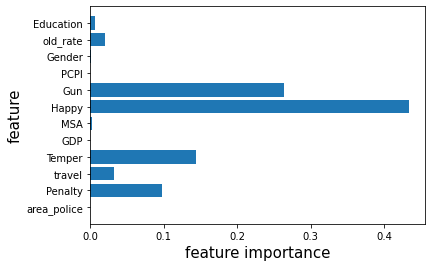 Education
old_rate
Gender
PCPI
Gun
Happy
MSA
GDP
Temper
travel
Penalty
area_police
feature
0.0 0.1 0.2 0.3 0.4
feature importance